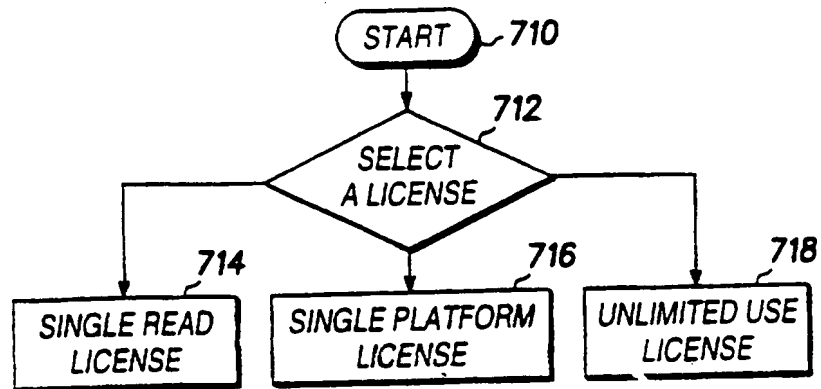 START
710
712
SELECT
A LICENSE
714
716
718
SINGLE READ
LICENSE
SINGLE PLATFORM
LICENSE
UNLIMITED USE
LICENSE